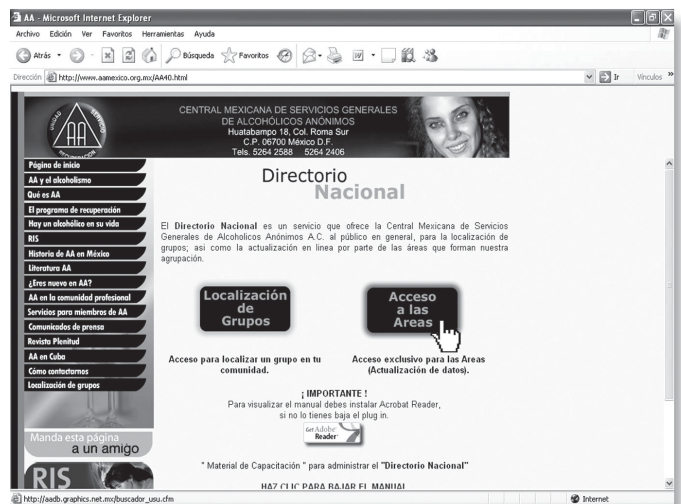 AA - Microsoft Internet Explorer
Archivo Edición Ver Favoritos Herramientas Ayuda
Atrás Búsqueda Favoritos
Dirección http://www.aamexico.org.mx/AA40.html Ir Vínculos
UNIDAD SERVICIO RECUPERACION
AA
CENTRAL MEXICANA DE SERVICIOS GENERALES
DE ALCOHÓLICOS ANÓNIMOS
Huatabampo 18, Col. Roma Sur
C.P. 06700 México D.F.
Tels. 5264 2588 5264 2406
Página de inicio
AA y el alcoholismo
Qué es AA
El programa de recuperación
Hay un alcohólico en su vida
RIS
Historia de AA en México
Literatura AA
¿Eres nuevo en AA?
AA en la comunidad profesional
Servicios para miembros de AA
Comunicados de prensa
Revista Plenitud
AA en Cuba
Cómo contactarnos
Localización de grupos
Manda esta página
a un amigo
RIS
Directorio
Nacional
El Directorio Nacional es un servicio que ofrece la Central Mexicana de Servicios
Generales de Alcoholicos Anónimos A.C. al público en general, para la localización de
grupos; asi como la actualización en linea por parte de las áreas que forman nuestra
agrupación.
Localización
de
Grupos
Acceso
a las
Areas
Acceso para localizar un grupo en tu
comunidad.
Acceso exclusivo para las Areas
(Actualización de datos).
¡ IMPORTANTE !
Para visualizar el manual debes instalar Acrobat Reader,
si no lo tienes baja el plug in.
Get Adobe
Reader
" Material de Capacitación " para administrar el "Directorio Nacional"
HAZ CLIC PARA BAJAR EL MANUAL
http://aadb.graphics.net.mx/buscador_usu.cfm Internet